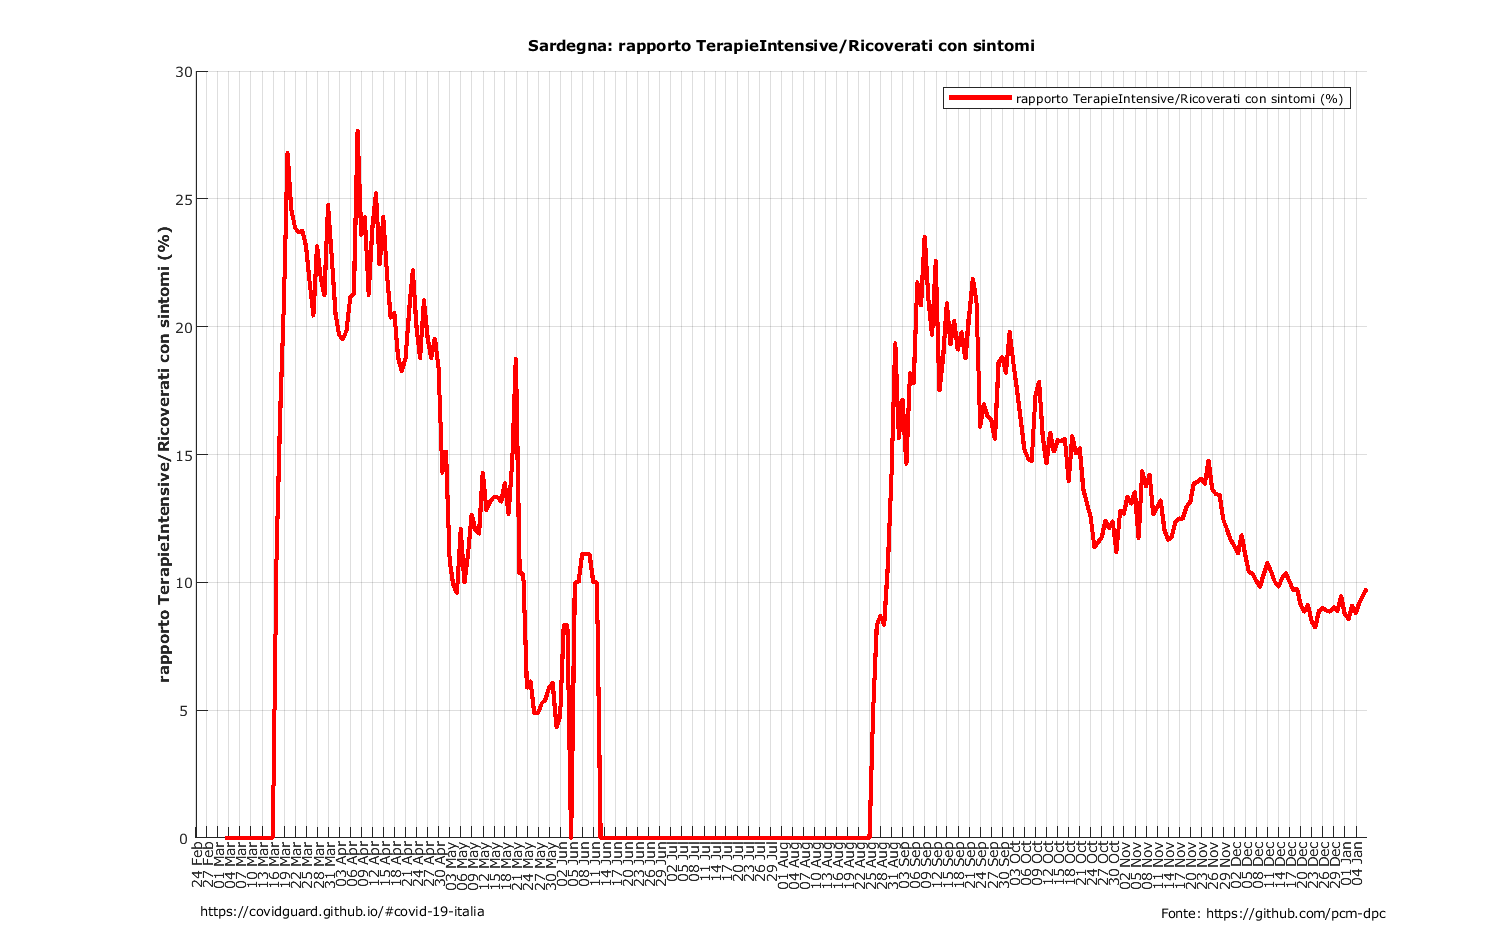 Sardegna: rapporto TerapieIntensive/Ricoverati con sintomi
rapporto TerapieIntensive/Ricoverati con sintomi (%)
rapporto TerapieIntensive/Ricoverati con sintomi (%)
30
25
20
15
10
5
0
24 Feb
27 Feb
01 Mar
04 Mar
07 Mar
10 Mar
13 Mar
16 Mar
19 Mar
22 Mar
25 Mar
28 Mar
31 Mar
03 Apr
06 Apr
09 Apr
12 Apr
15 Apr
18 Apr
21 Apr
24 Apr
27 Apr
30 Apr
03 May
06 May
09 May
12 May
15 May
18 May
21 May
24 May
27 May
30 May
02 Jun
05 Jun
08 Jun
11 Jun
14 Jun
17 Jun
20 Jun
23 Jun
26 Jun
29 Jun
02 Jul
05 Jul
08 Jul
11 Jul
14 Jul
17 Jul
20 Jul
23 Jul
26 Jul
29 Jul
01 Aug
04 Aug
07 Aug
10 Aug
13 Aug
16 Aug
19 Aug
22 Aug
25 Aug
28 Aug
31 Aug
03 Sep
06 Sep
09 Sep
12 Sep
15 Sep
18 Sep
21 Sep
24 Sep
27 Sep
30 Sep
03 Oct
06 Oct
09 Oct
12 Oct
15 Oct
18 Oct
21 Oct
24 Oct
27 Oct
30 Oct
02 Nov
05 Nov
08 Nov
11 Nov
14 Nov
17 Nov
20 Nov
23 Nov
26 Nov
29 Nov
02 Dec
05 Dec
08 Dec
11 Dec
14 Dec
17 Dec
20 Dec
23 Dec
26 Dec
29 Dec
01 Jan
04 Jan
https://covidguard.github.io/#covid-19-italia
Fonte: https://github.com/pcm-dpc